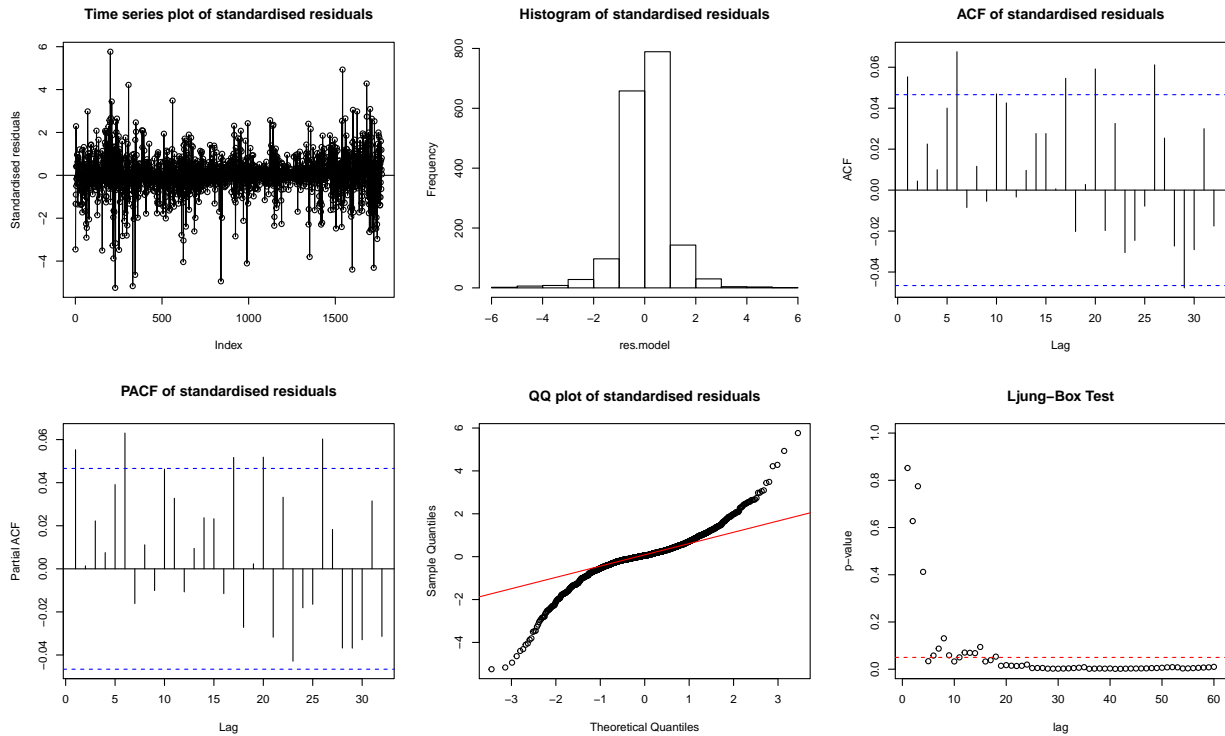 Time series plot of standardised residuals
Standardised residuals
6
4
2
0
−2
−4
0 500 1000 1500
Index
Histogram of standardised residuals
Frequency
800
600
400
200
0
−6 −4 −2 0 2 4 6
res.model
ACF of standardised residuals
ACF
0.06
0.04
0.02
0.00
−0.02
−0.04
0 5 10 15 20 25 30
Lag
PACF of standardised residuals
Partial ACF
0.06
0.04
0.02
0.00
−0.02
−0.04
0 5 10 15 20 25 30
Lag
QQ plot of standardised residuals
Sample Quantiles
6
4
2
0
−2
−4
−3 −2 −1 0 1 2 3
Theoretical Quantiles
Ljung−Box Test
p−value
1.0
0.8
0.6
0.4
0.2
0.0
0 10 20 30 40 50 60
lag